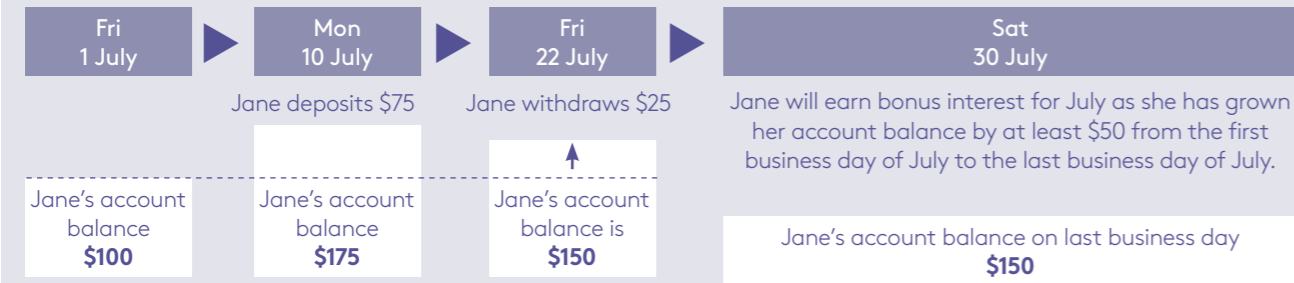 Fri
1 July
Mon
10 July
Fri
22 July
Sat
30 July
Jane deposits $75
Jane withdraws $25
Jane will earn bonus interest for July as she has grown
her account balance by at least $50 from the first
business day of July to the last business day of July.
Jane's account
balance
$100
Jane's account
balance
$175
Jane's account
balance is
$150
Jane's account balance on last business day
$150